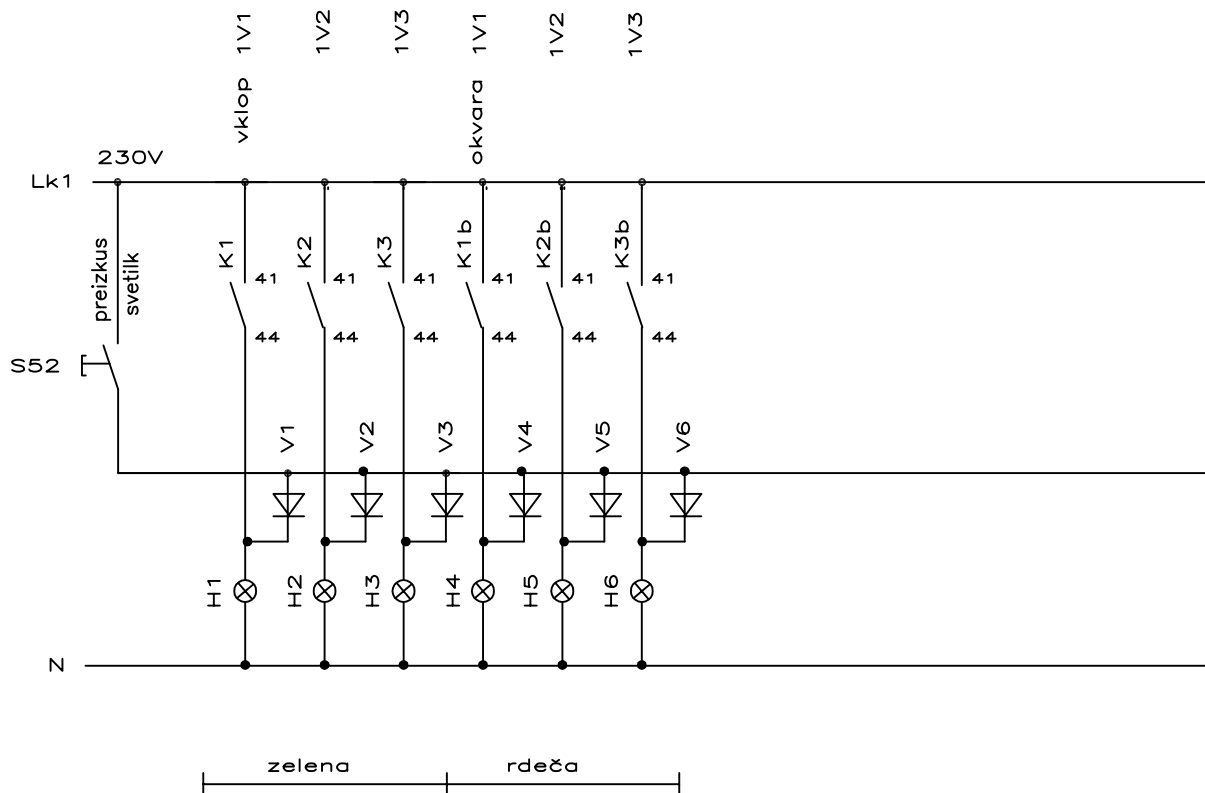 vklop 1V1
1V2
1V3
okvara 1V1
1V2
1V3
230V
Lk1
preizkus
svetilk
K1
K2
K3
K1b
K2b
K3b
41
41
41
41
41
41
44
44
44
44
44
44
S52
V1
V2
V3
V4
V5
V6
H1
H2
H3
H4
H5
H6
N
zelena
rdeča